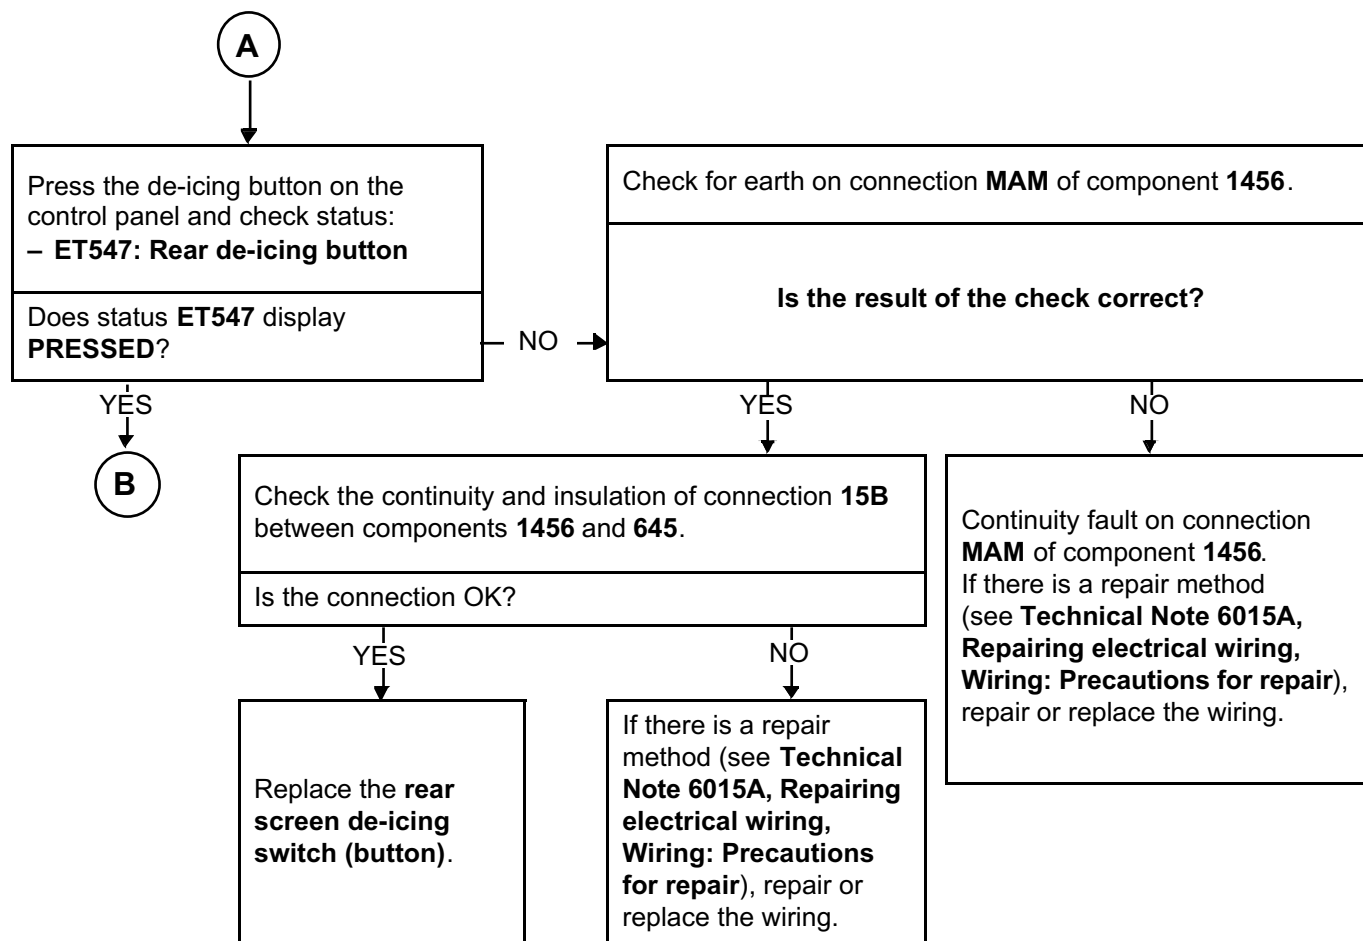 A
Press the de-icing button on the
control panel and check status:
– ET547: Rear de-icing button
Does status ET547 display
PRESSED?
NO
Check for earth on connection MAM of component 1456.
Is the result of the check correct?
YES
B
YES
NO
Check the continuity and insulation of connection 15B
between components 1456 and 645.
Is the connection OK?
Continuity fault on connection
MAM of component 1456.
If there is a repair method
(see Technical Note 6015A,
Repairing electrical wiring,
Wiring: Precautions for repair),
repair or replace the wiring.
YES
NO
Replace the rear
screen de-icing
switch (button).
If there is a repair
method (see Technical
Note 6015A, Repairing
electrical wiring,
Wiring: Precautions
for repair), repair or
replace the wiring.